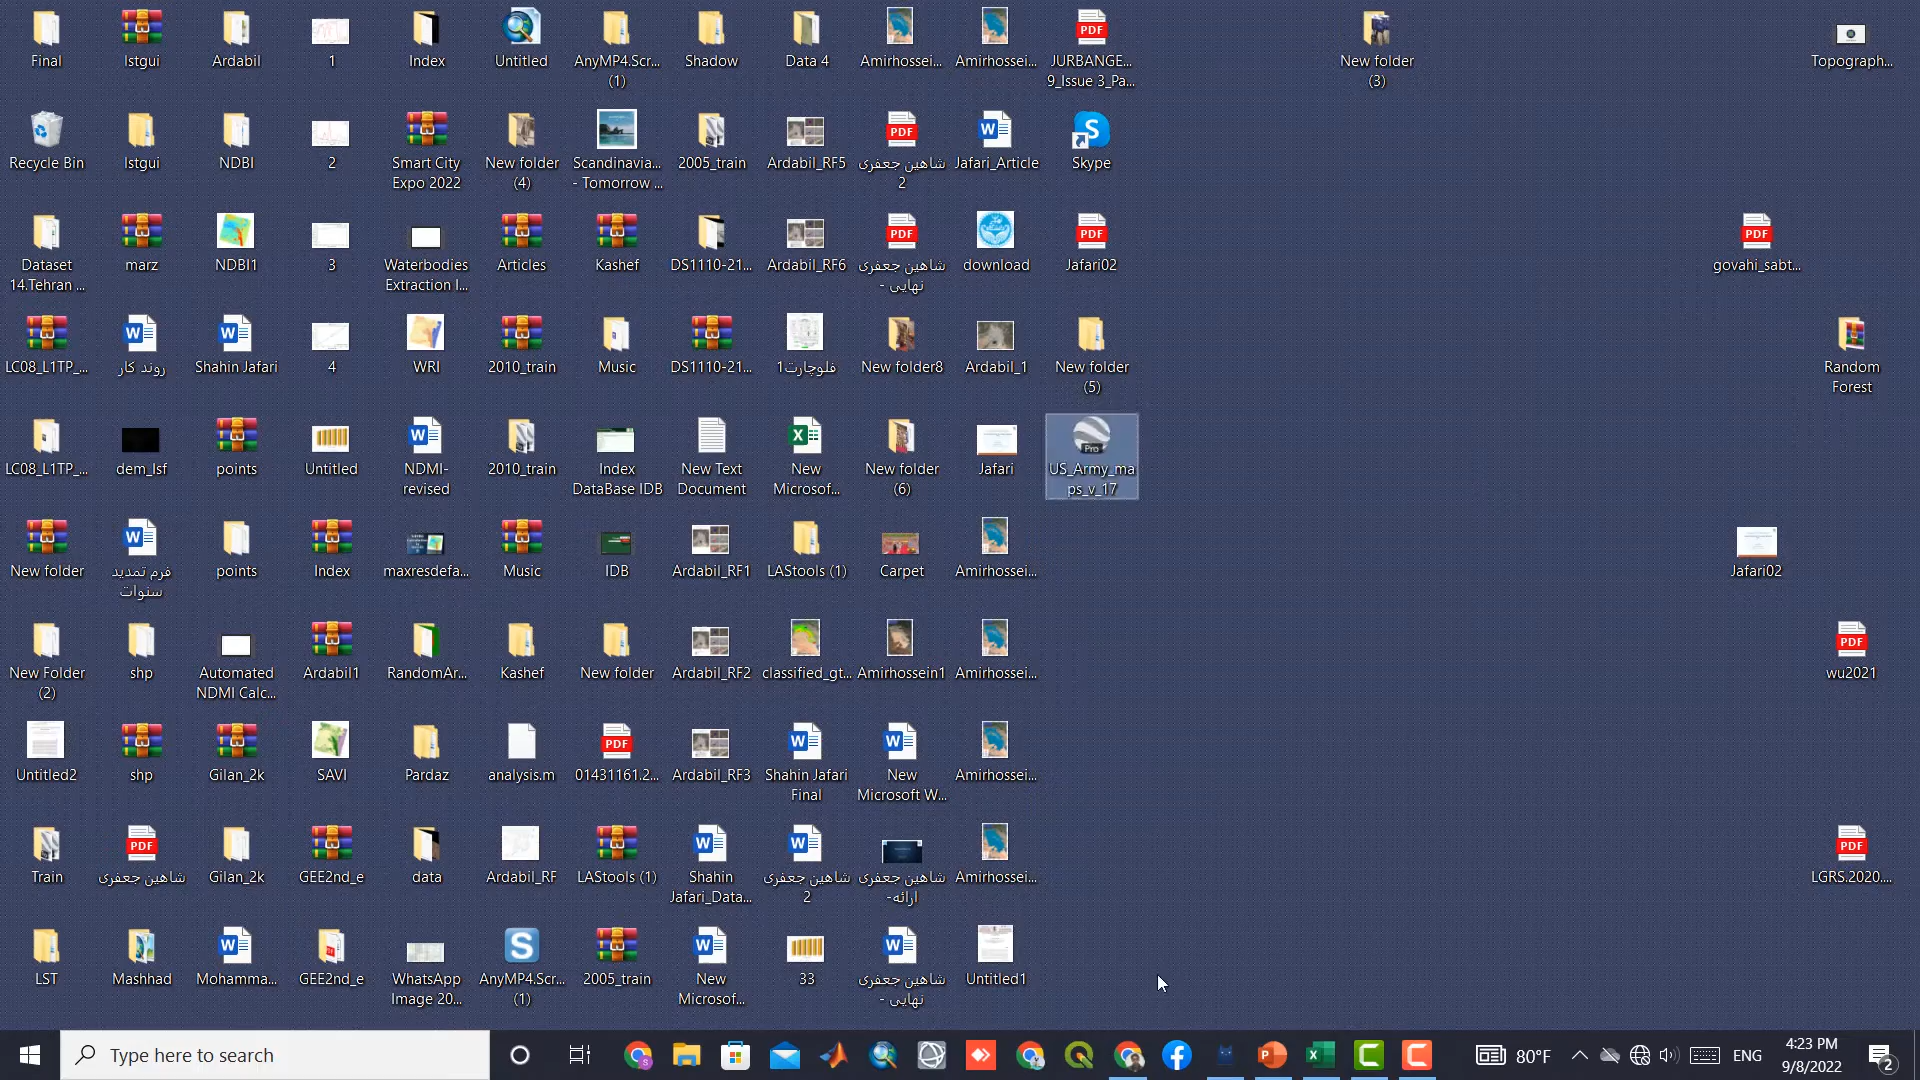 Final
lstgui
Ardabil
1
Index
Untitled
AnyMP4.Scr...
(1)
Shadow
Data 4
Amirhossei...
Amirhossei...
JURBANGE...
9_Issue 3_Pa...
New folder
(3)
Topograph...
Recycle Bin
lstgui
NDBI
2
Smart City
Expo 2022
New folder
(4)
Scandinavia...
- Tomorrow ...
2005_train
Ardabil_RF5
شاهین جعفری
2
Jafari_Article
Skype
Dataset
14.Tehran ...
marz
NDBI1
3
Waterbodies
Extraction I...
Articles
Kashef
DS1110-21...
Ardabil_RF6
شاهین جعفری
نهایی -
download
Jafari02
govahi_sabt...
LC08_L1TP_...
روند کار
Shahin Jafari
4
WRI
2010_train
Music
DS1110-21...
فلوچارت1
New folder8
Ardabil_1
New folder
(5)
Random
Forest
LC08_L1TP_...
dem_lsf
points
Untitled
NDMI-
revised
2010_train
Index
DataBase IDB
New Text
Document
New
Microsof...
New folder
(6)
Jafari
Pro
US_Army_ma
ps_v_17
New folder
فرم تمدید
سنوات
points
Index
maxresdefa...
Music
IDB
Ardabil_RF1
LAStools (1)
Carpet
Amirhossei...
Jafari02
New Folder
(2)
shp
Automated
NDMI Calc...
Ardabil1
RandomAr...
Kashef
New folder
Ardabil_RF2
classified_gt...
Amirhossein1
Amirhossei...
wu2021
Untitled2
shp
Gilan_2k
SAVI
Pardaz
analysis.m
01431161.2...
Ardabil_RF3
Shahin Jafari
Final
New
Microsoft W...
Amirhossei...
Train
شاهین جعفری
Gilan_2k
GEE2nd_e
data
Ardabil_RF
LAStools (1)
Shahin
Jafari_Data...
شاهین جعفری
2
شاهین جعفری
ارائه-
Amirhossei...
LGRS.2020....
LST
Mashhad
Mohamma...
GEE2nd_e
WhatsApp
Image 20...
AnyMP4.Scr...
(1)
2005_train
New
Microsof...
33
شاهین جعفری
نهایی -
Untitled1
Type here to search
80°F
ENG
4:23 PM
9/8/2022
2